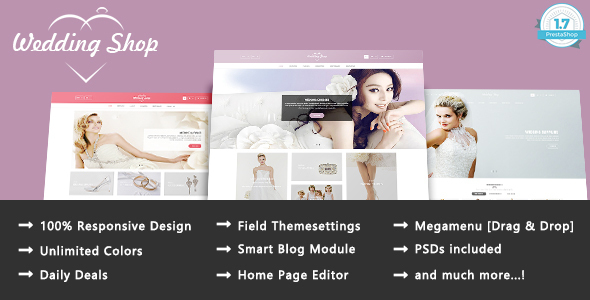 Wedding Shop
1.7
PrestaShop
100% Responsive Design
Unlimited Colors
Daily Deals
Field Themesettings
Smart Blog Module
Home Page Editor
Megamenu [Drag & Drop]
PSDs included
and much more...!